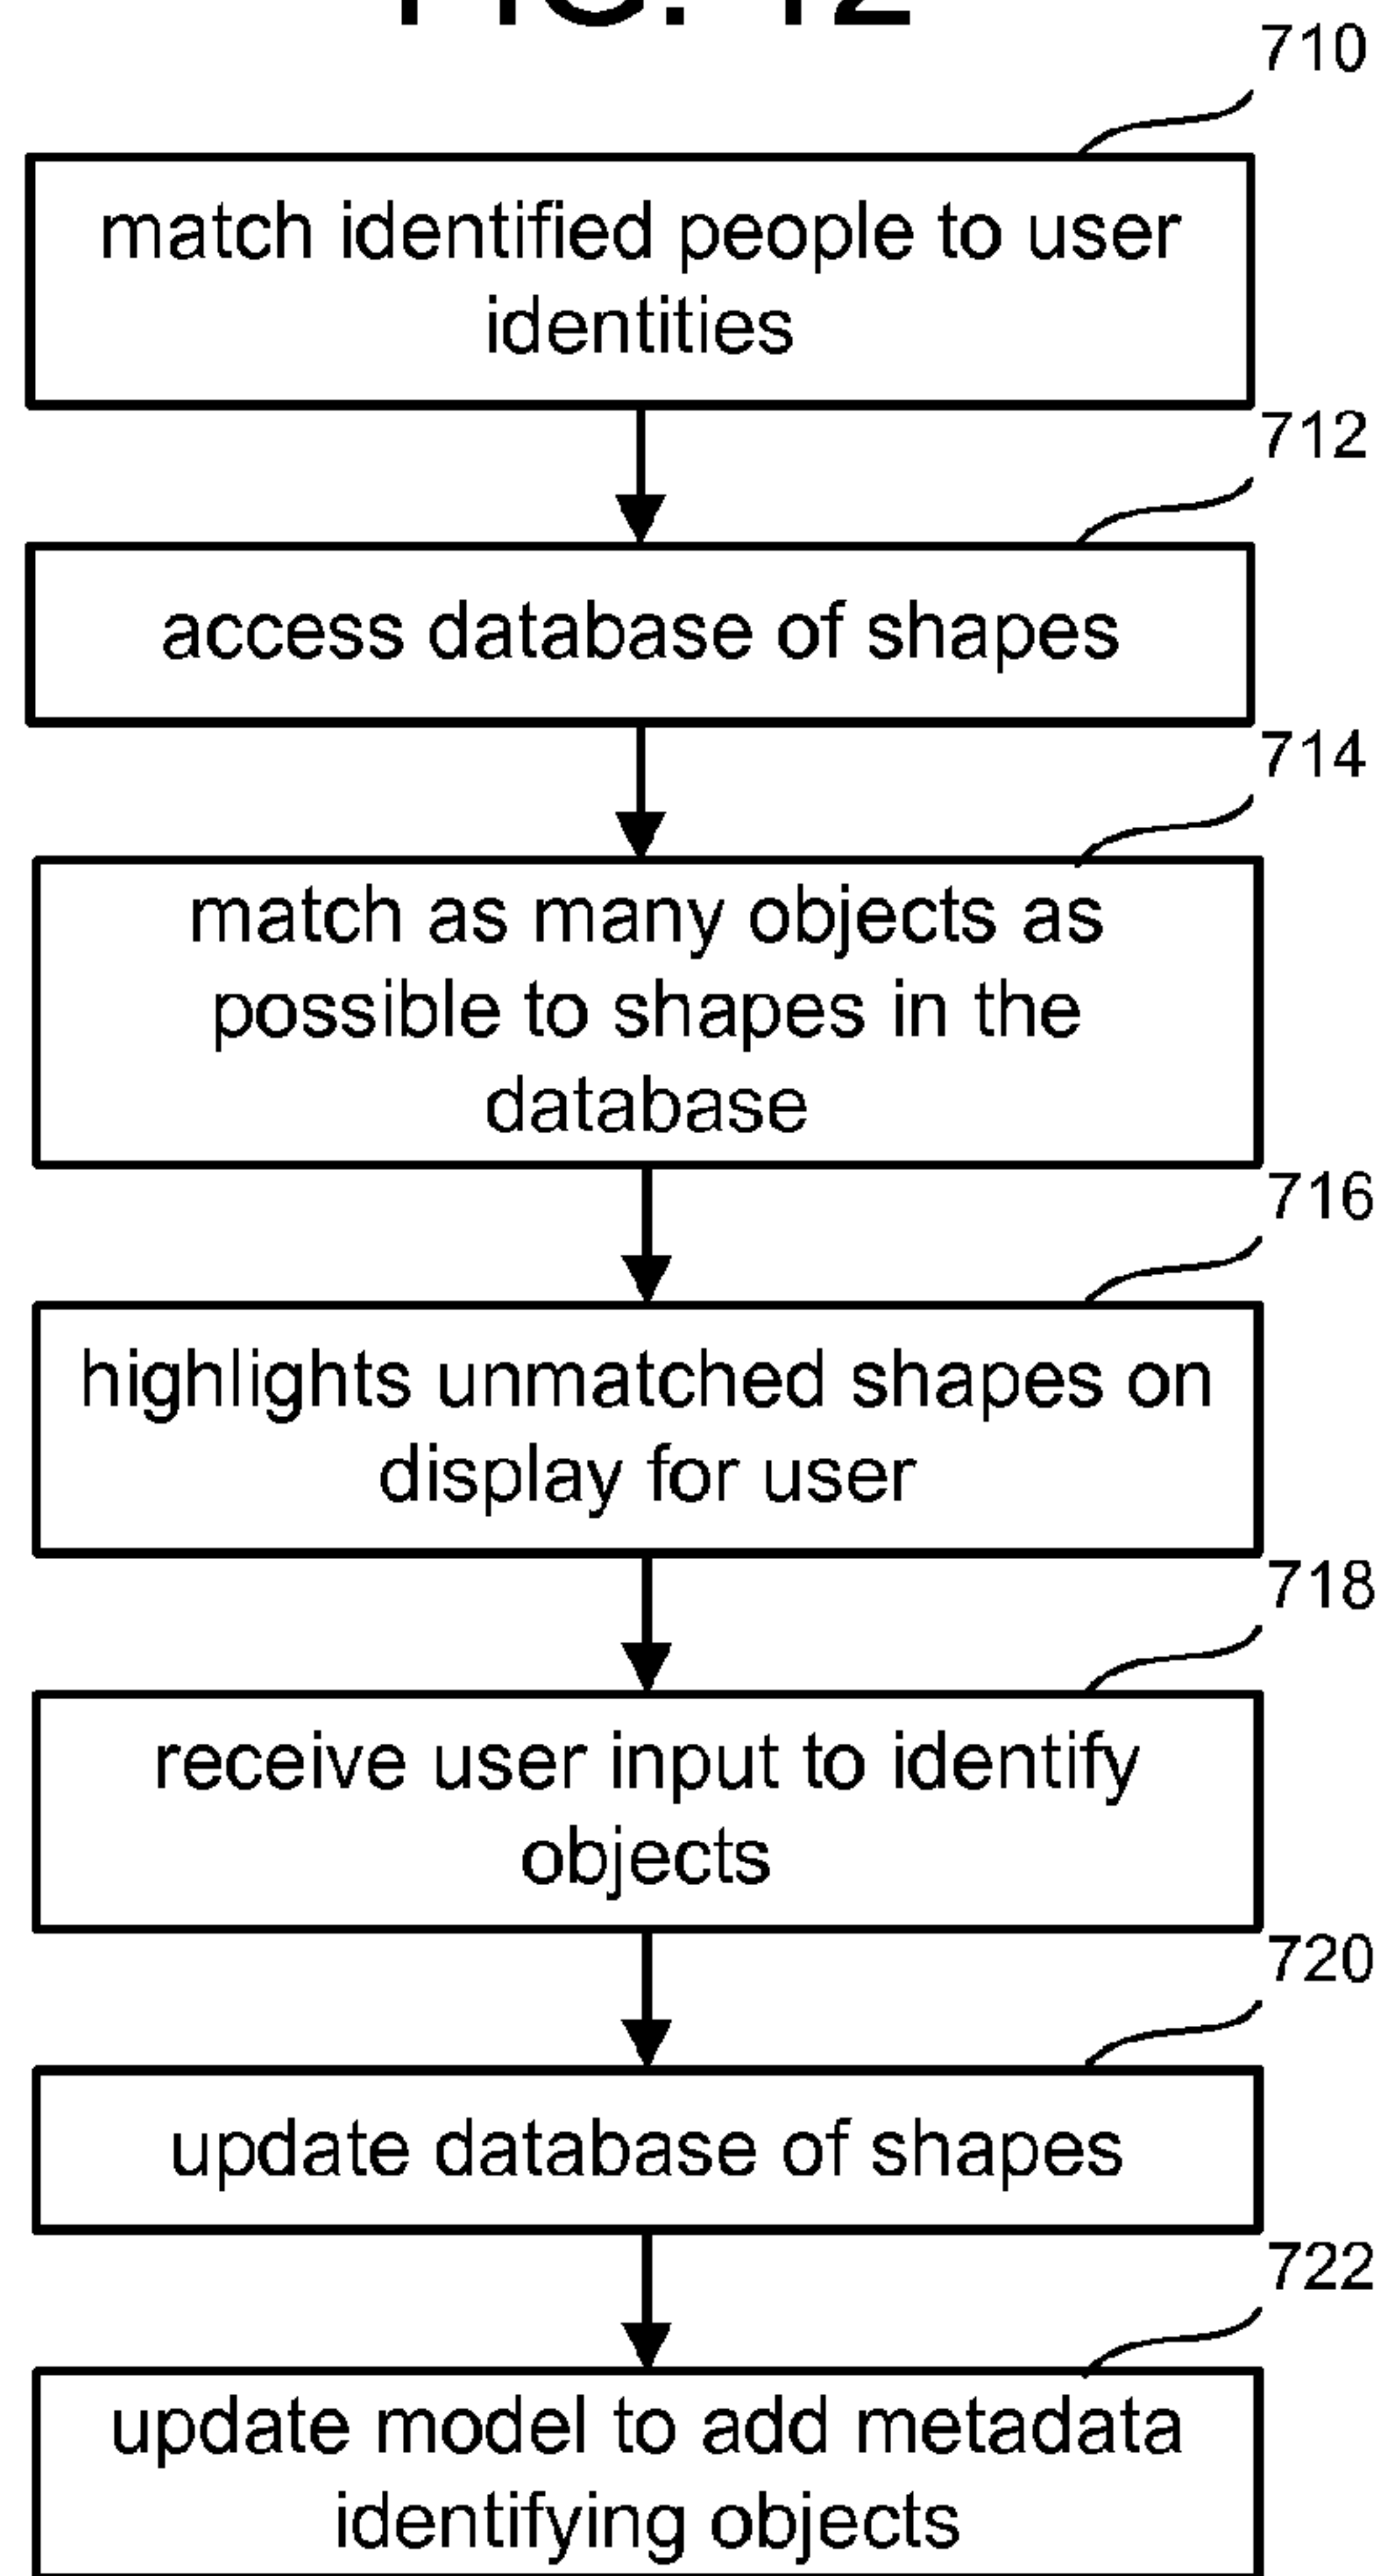 FIG. 12
710
match identified people to user
identities
712
access database of shapes
714
match as many objects as
possible to shapes in the
database
716
highlights unmatched shapes on
display for user
718
receive user input to identify
objects
720
update database of shapes
722
update model to add metadata
identifying objects